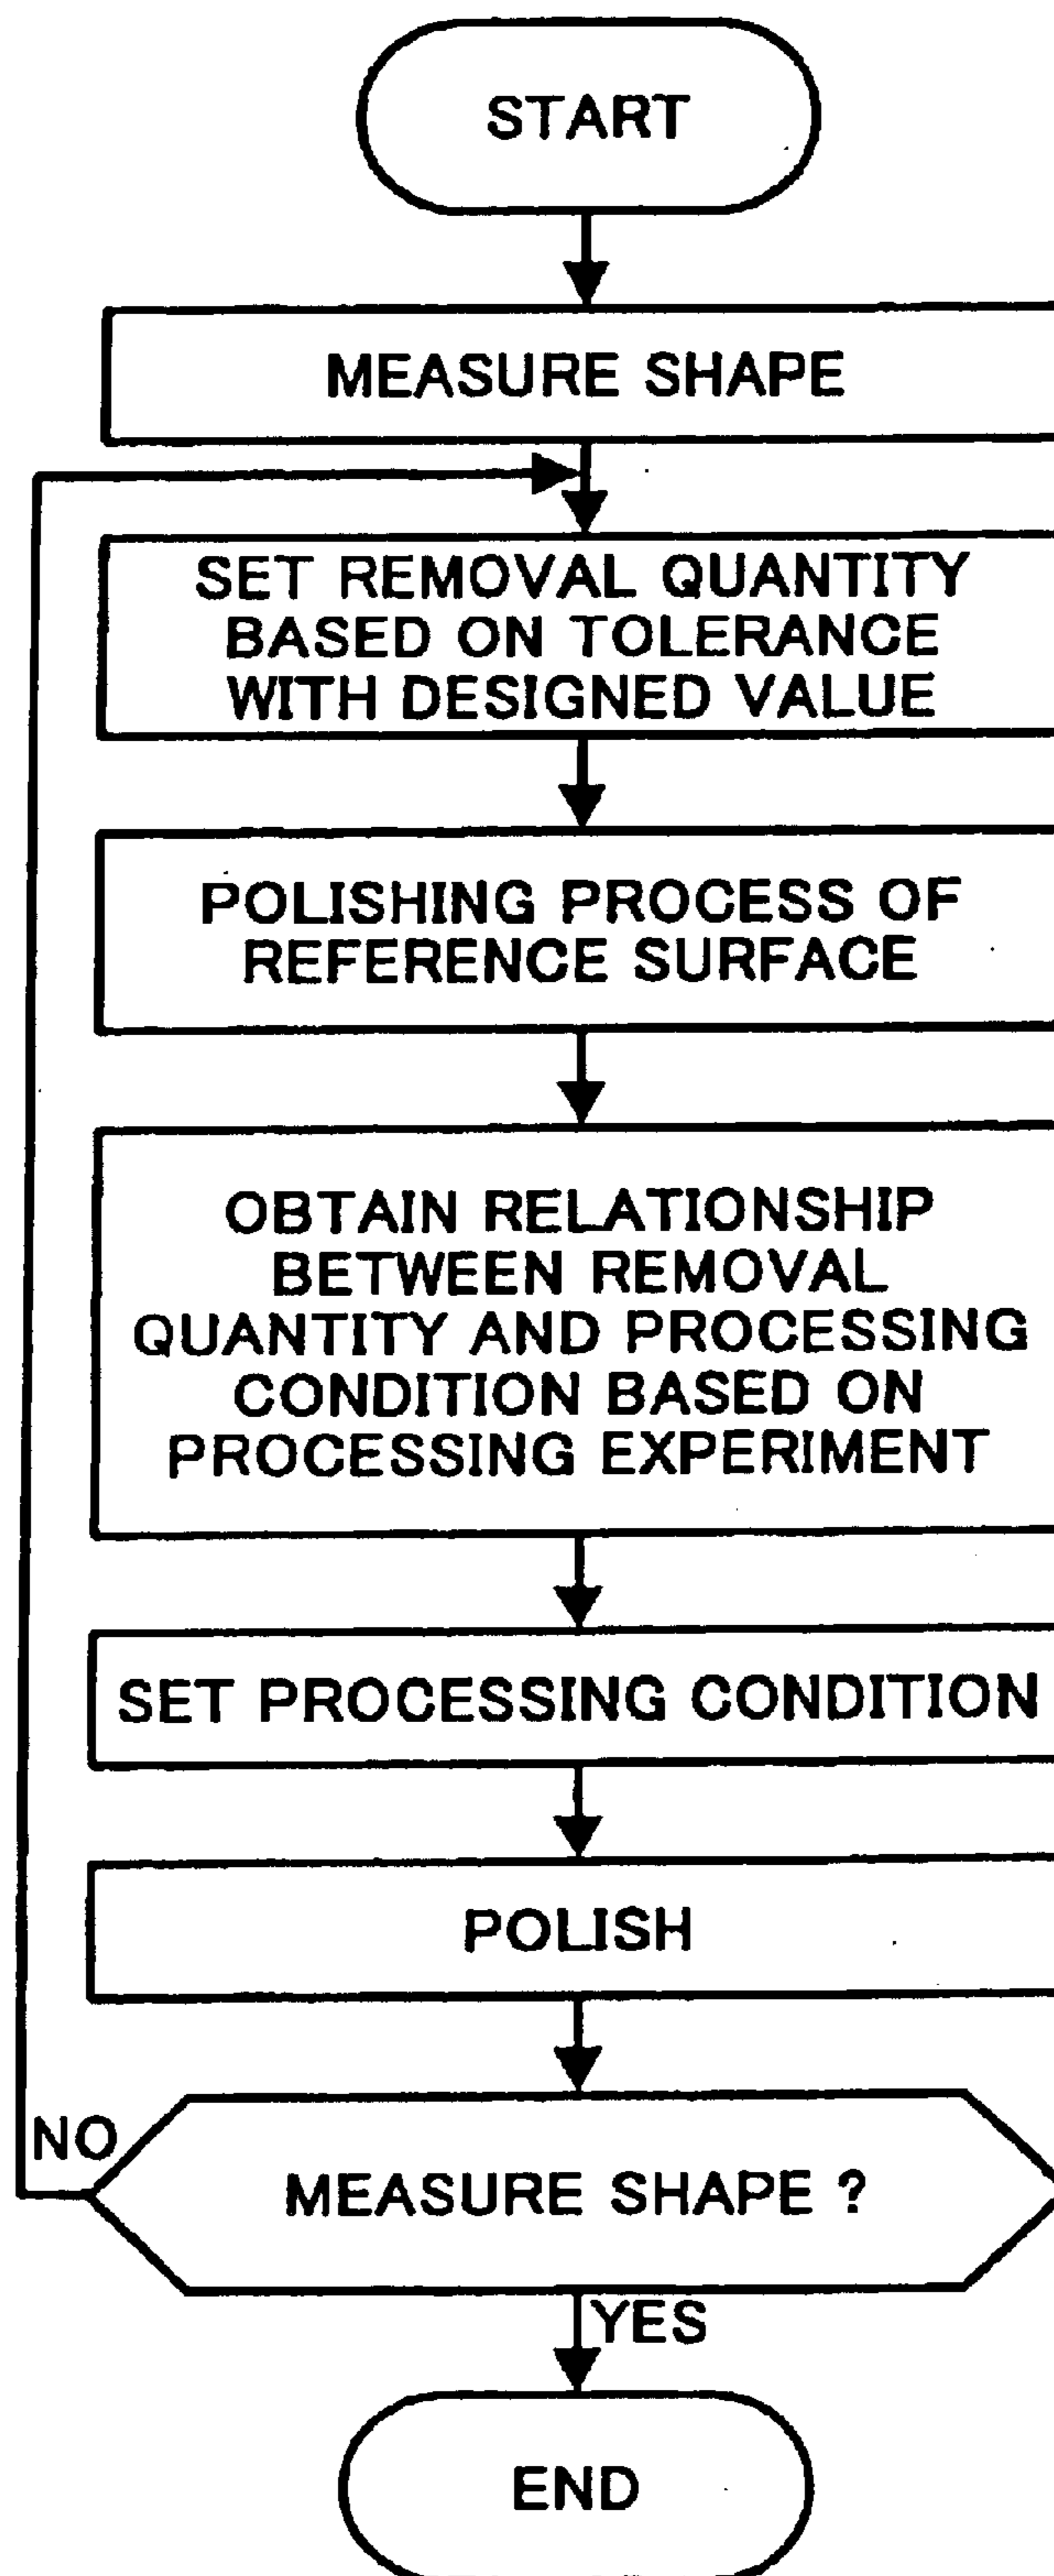 START
MEASURE SHAPE
SET REMOVAL QUANTITY
BASED ON TOLERANCE
WITH DESIGNED VALUE
POLISHING PROCESS OF
REFERENCE SURFACE
OBTAIN RELATIONSHIP
BETWEEN REMOVAL
QUANTITY AND PROCESSING
CONDITION BASED ON
PROCESSING EXPERIMENT
SET PROCESSING CONDITION
POLISH
NO
MEASURE SHAPE ?
YES
END